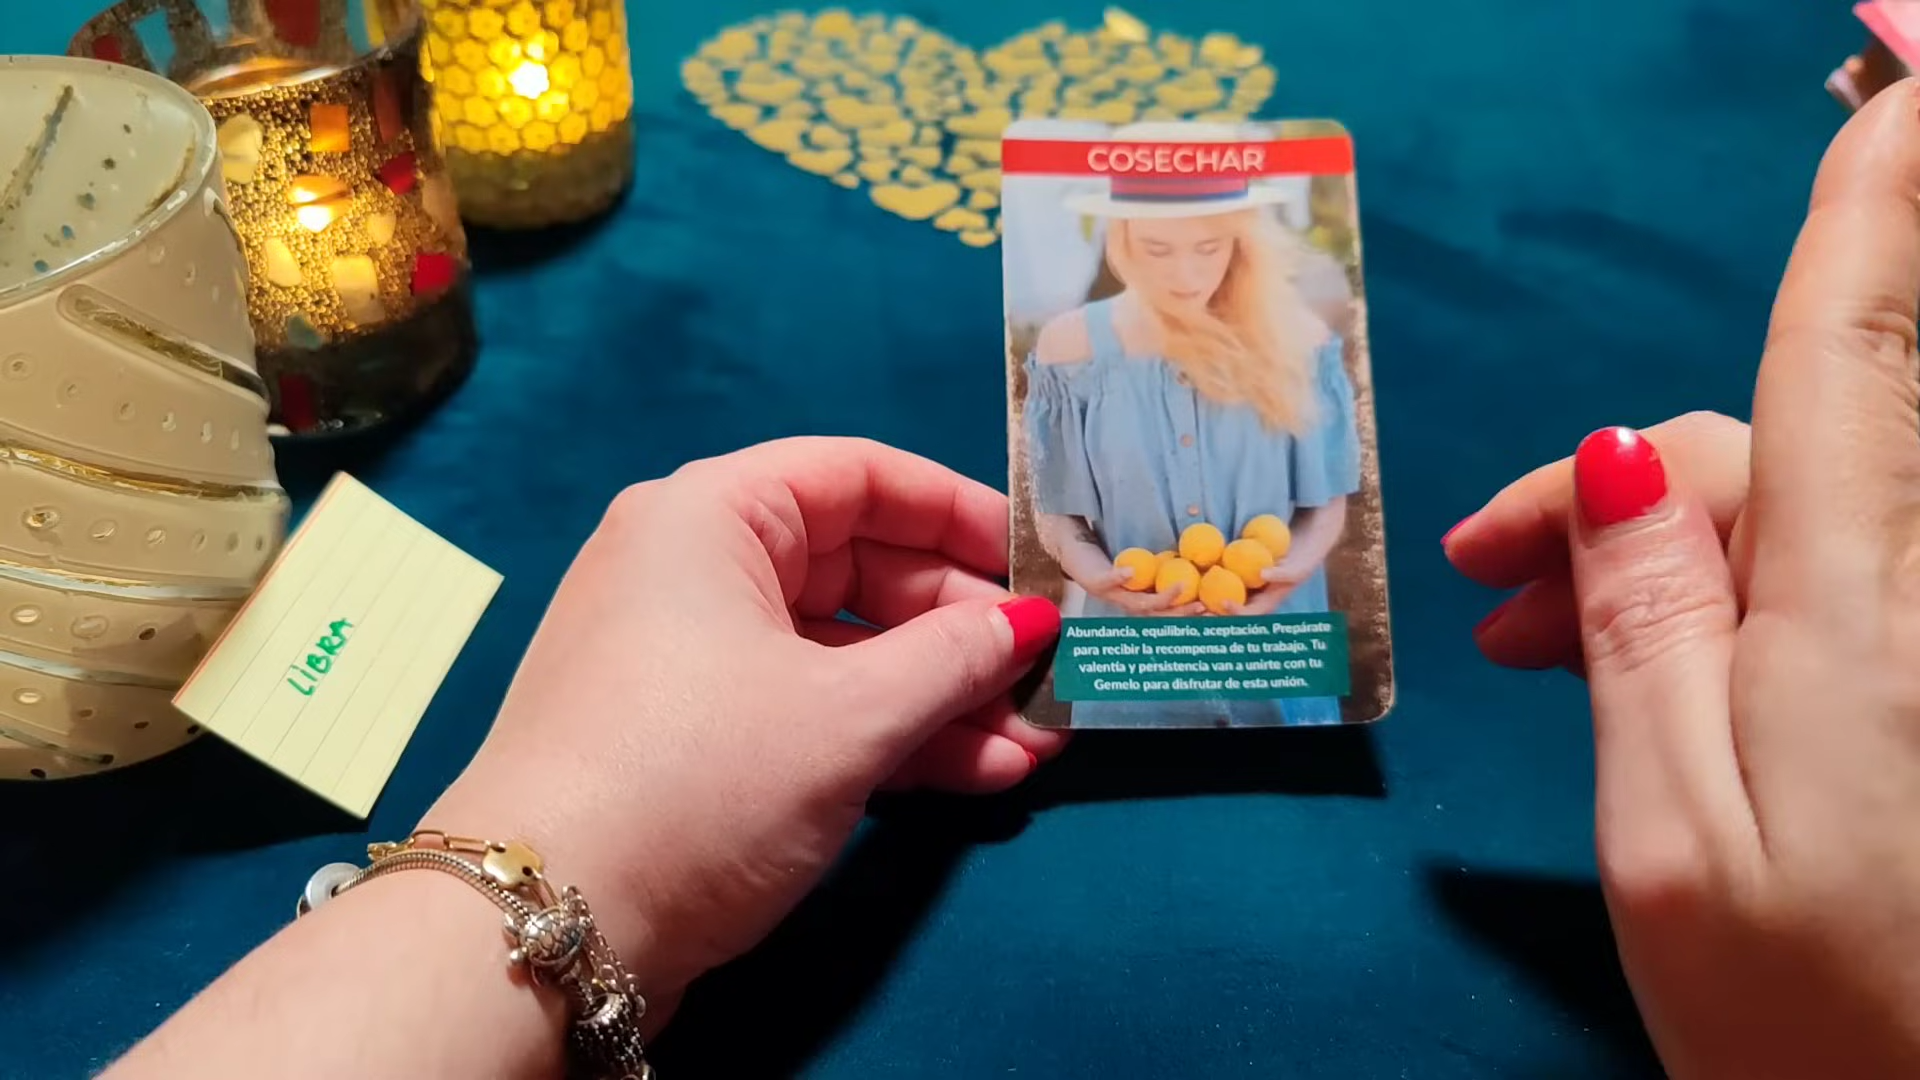 COSECHAR
Abundancia, equilibrio, aceptación. Prepárate
para recibir la recompensa de tu trabajo. Tu
valentía y persistencia van a unirte con tu
Gemelo para disfrutar de esta unión.
LIBRA